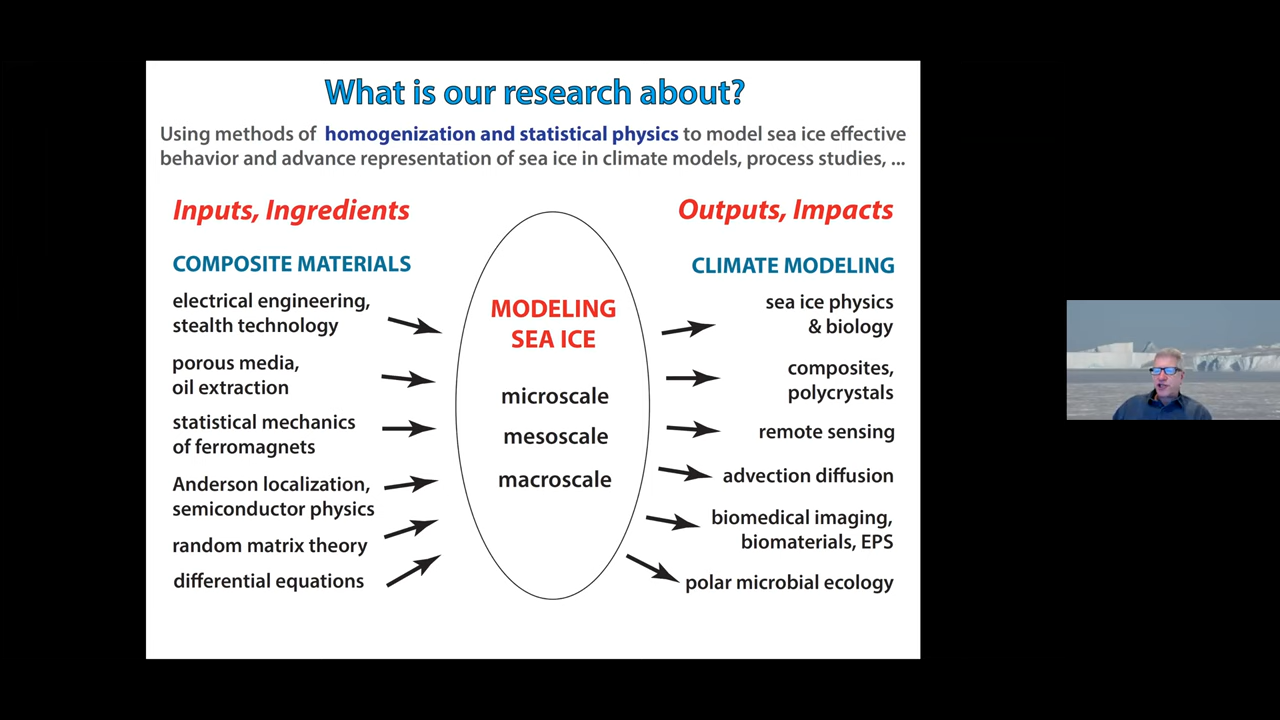 What is our research about?
Using methods of homogenization and statistical physics to model sea ice effective
behavior and advance representation of sea ice in climate models, process studies, ...
Inputs, Ingredients
COMPOSITE MATERIALS
electrical engineering,
stealth technology
porous media,
oil extraction
statistical mechanics
of ferromagnets
Anderson localization,
semiconductor physics
random matrix theory
differential equations
MODELING
SEA ICE
microscale
mesoscale
macroscale
Outputs, Impacts
CLIMATE MODELING
sea ice physics
& biology
composites,
polycrystals
remote sensing
advection diffusion
biomedical imaging,
biomaterials, EPS
polar microbial ecology